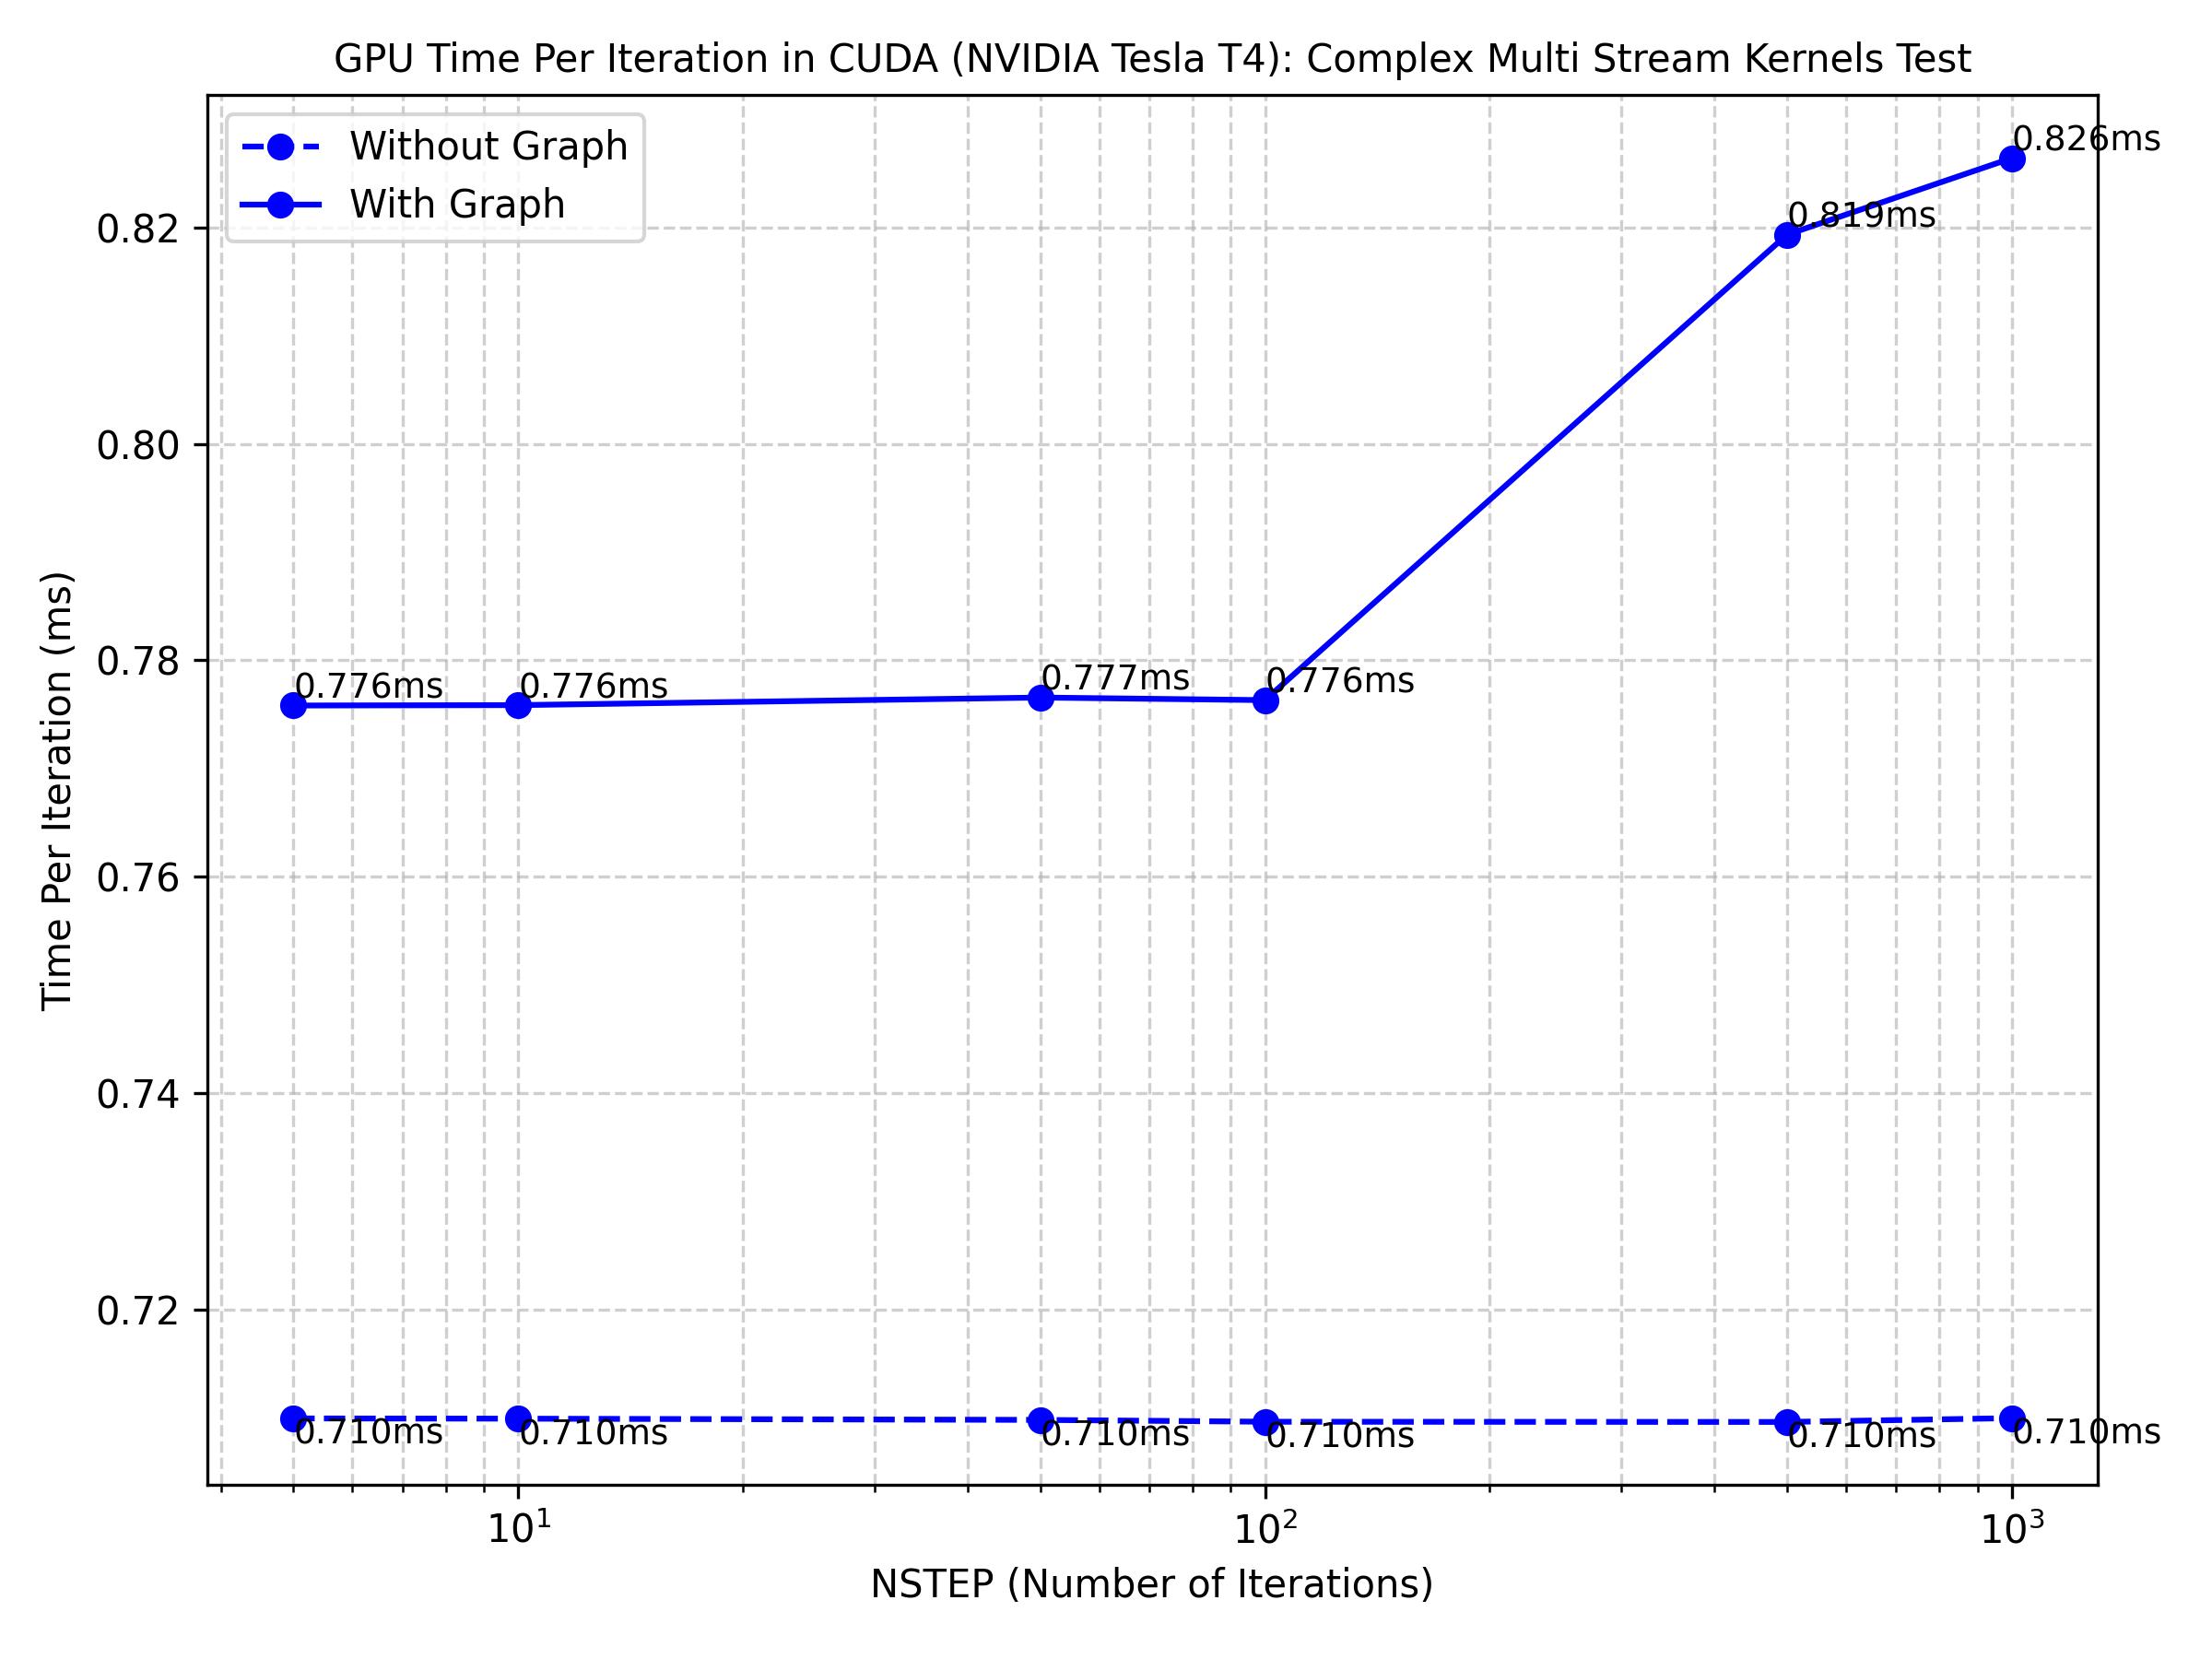 GPU Time Per Iteration in CUDA (NVIDIA Tesla T4): Complex Multi Stream Kernels Test
Without Graph
With Graph
0.826ms
0.819ms
0.776ms
0.776ms
0.777ms
0.776ms
0.710ms
0.710ms
0.710ms
0.710ms
0.710ms
0.710ms
0.82
0.80
0.78
0.76
0.74
0.72
Time Per Iteration (ms)
10¹
10²
10³
NSTEP (Number of Iterations)